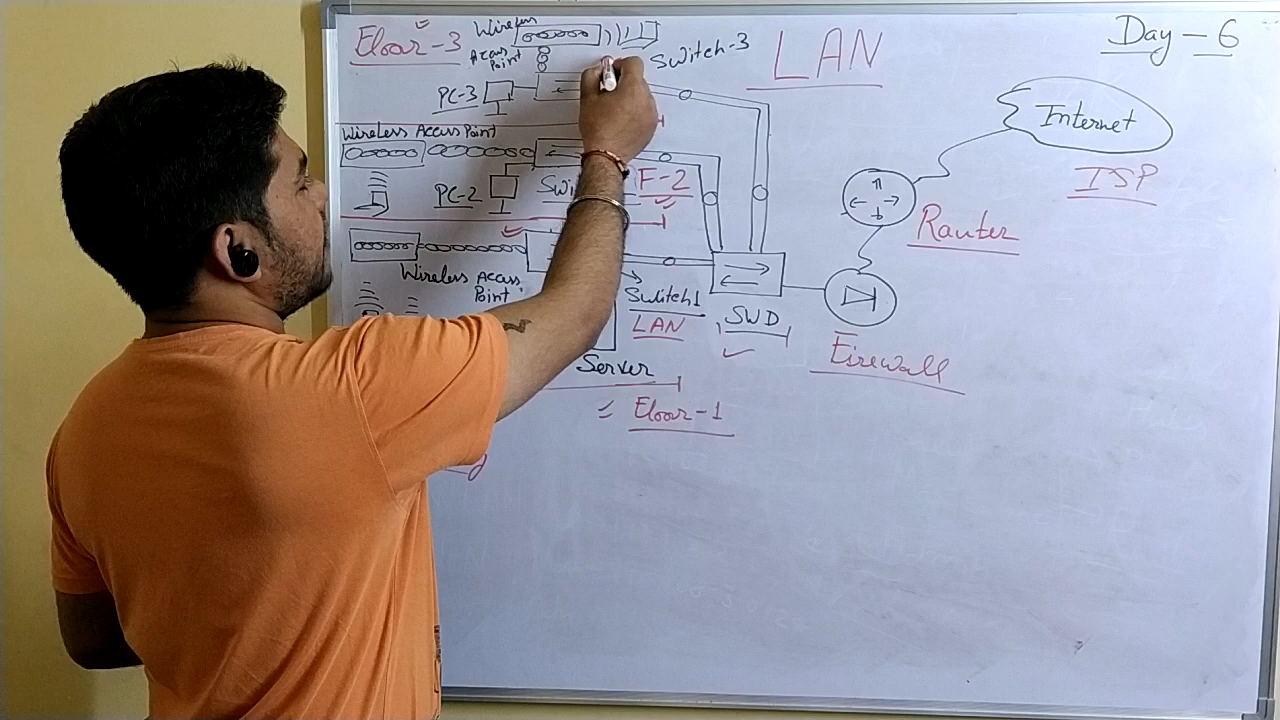 Floor-3
Wireless
Access
Point
Switch-3
LAN
Day-6
PC-3
Internet
ISP
Wireless Access Point
PC-2
F-2
Router
Wireless Access
Point
Switch1
LAN
SWD
Firewall
Server
Floor-1